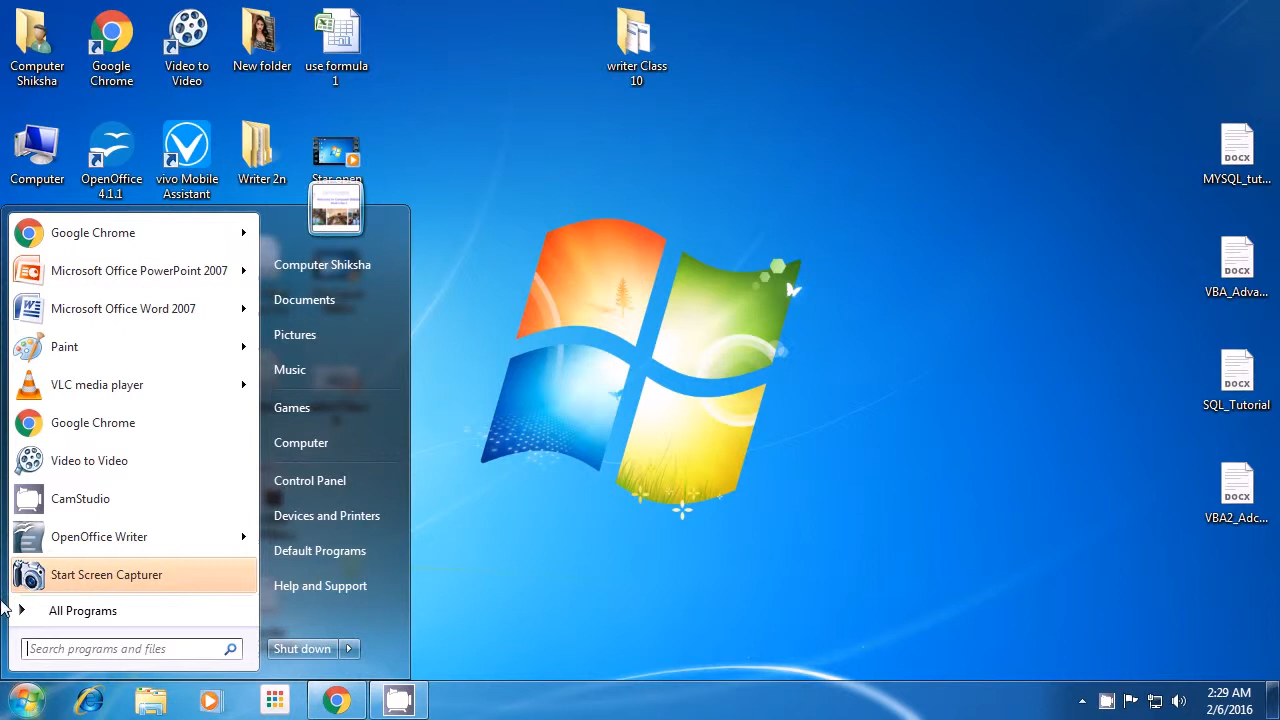 Computer
Shiksha
Google
Chrome
Video to
Video
New folder
use formula
1
writer Class
10
Computer
OpenOffice
4.1.1
vivo Mobile
Assistant
Writer 2n
Star open
MYSQL_tut...
VBA_Adva...
SQL_Tutorial
VBA2_Adc...
DOCX
DOCX
DOCX
DOCX
Google Chrome
Microsoft Office PowerPoint 2007
Microsoft Office Word 2007
Paint
VLC media player
Google Chrome
Video to Video
CamStudio
OpenOffice Writer
Start Screen Capturer
All Programs
Search programs and files
Computer Shiksha
Documents
Pictures
Music
Games
Computer
Control Panel
Devices and Printers
Default Programs
Help and Support
Shut down
2:29 AM
2/6/2016